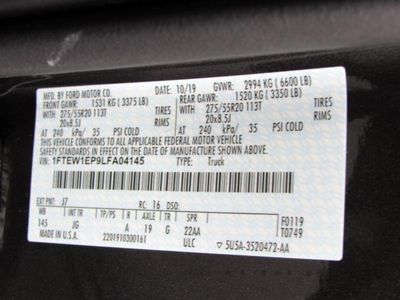 MFD. BY FORD MOTOR CO.
10/19 GVWR: 2994 KG (6600 LB)
FRONT GAWR: 1531 KG (3375 LB)
REAR GAWR: 1520 KG (3350 LB)
WITH 275/55R20 113T TIRES
WITH 275/55R20 113T TIRES
20x8.5J RIMS
20x8.5J RIMS
AT 240 kPa/ 35 PSI COLD
AT 240 kPa/ 35 PSI COLD
THIS VEHICLE CONFORMS TO ALL APPLICABLE FEDERAL MOTOR VEHICLE
SAFETY STANDARDS IN EFFECT ON THE DATE OF MANUFACTURE SHOWN ABOVE.
VIN: 1FTEW1EP9LFA04145 TYPE: Truck
EXT PNT: J7 RC: 16 DSO:
WB INT TR TP/PS R AXLE TR SPR F0119
145 JG A 19 G 22AA T0749
MADE IN U.S.A. 2201910300161 ULC 5U5A-3520472-AA